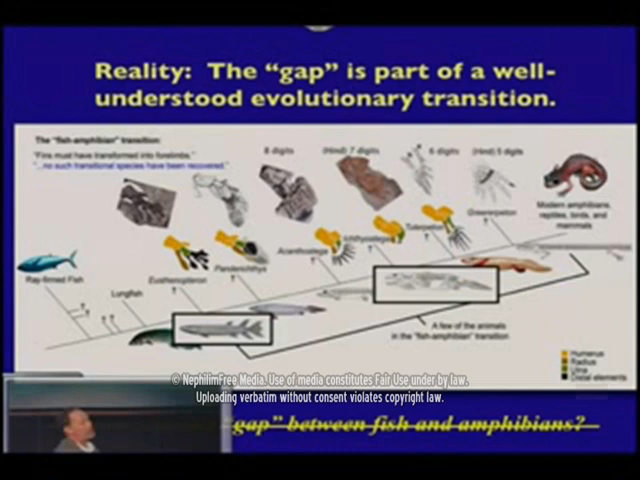 Reality: The “gap” is part of a well-
understood evolutionary transition.
The "fish-amphibian" transition:
"Fins must have transformed into forelimbs."
"...no such transitional species have been recovered."
8 digits
(Hind) 7 digits
6 digits
(Hind) 5 digits
Modern amphibians,
reptiles, birds, and
mammals
Greererpeton
Tulerpeton
Ichthyostega
Acanthostega
Panderichthys
Eusthenopteron
Ray-finned Fish
Lungfish
A few of the animals
in the "fish-amphibian" transition
Humerus
Radius
Ulna
Distal elements
© NephilimFree Media. Use of media constitutes Fair Use under by law.
Uploading verbatim without consent violates copyright law.
gap” between fish and amphibians?